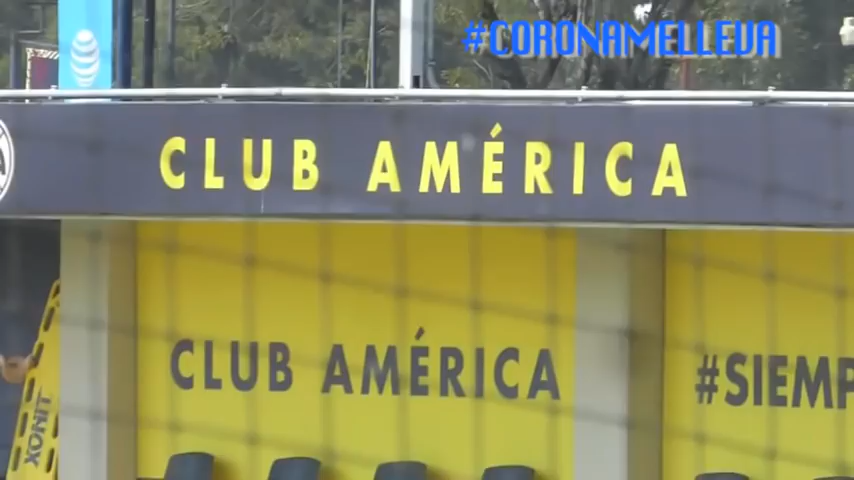 #CORONAMELLEVA
CLUB AMÉRICA
CLUB AMÉRICA
#SIEMP
XONIT